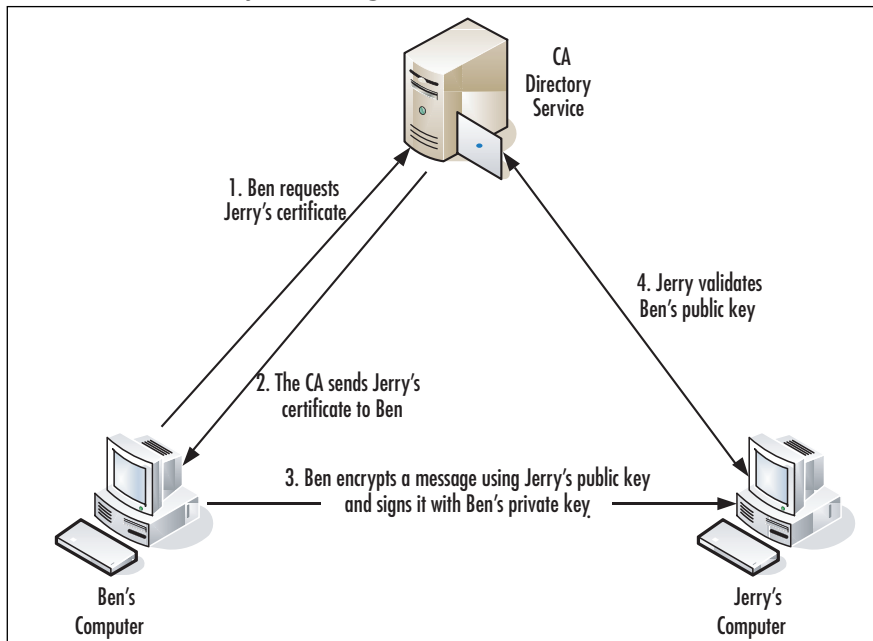 CA
Directory
Service
1. Ben requests
Jerry's certificate
4. Jerry validates
Ben's public key
2. The CA sends Jerry's
certificate to Ben
3. Ben encrypts a message using Jerry's public key
and signs it with Ben's private key.
Ben's
Computer
Jerry's
Computer